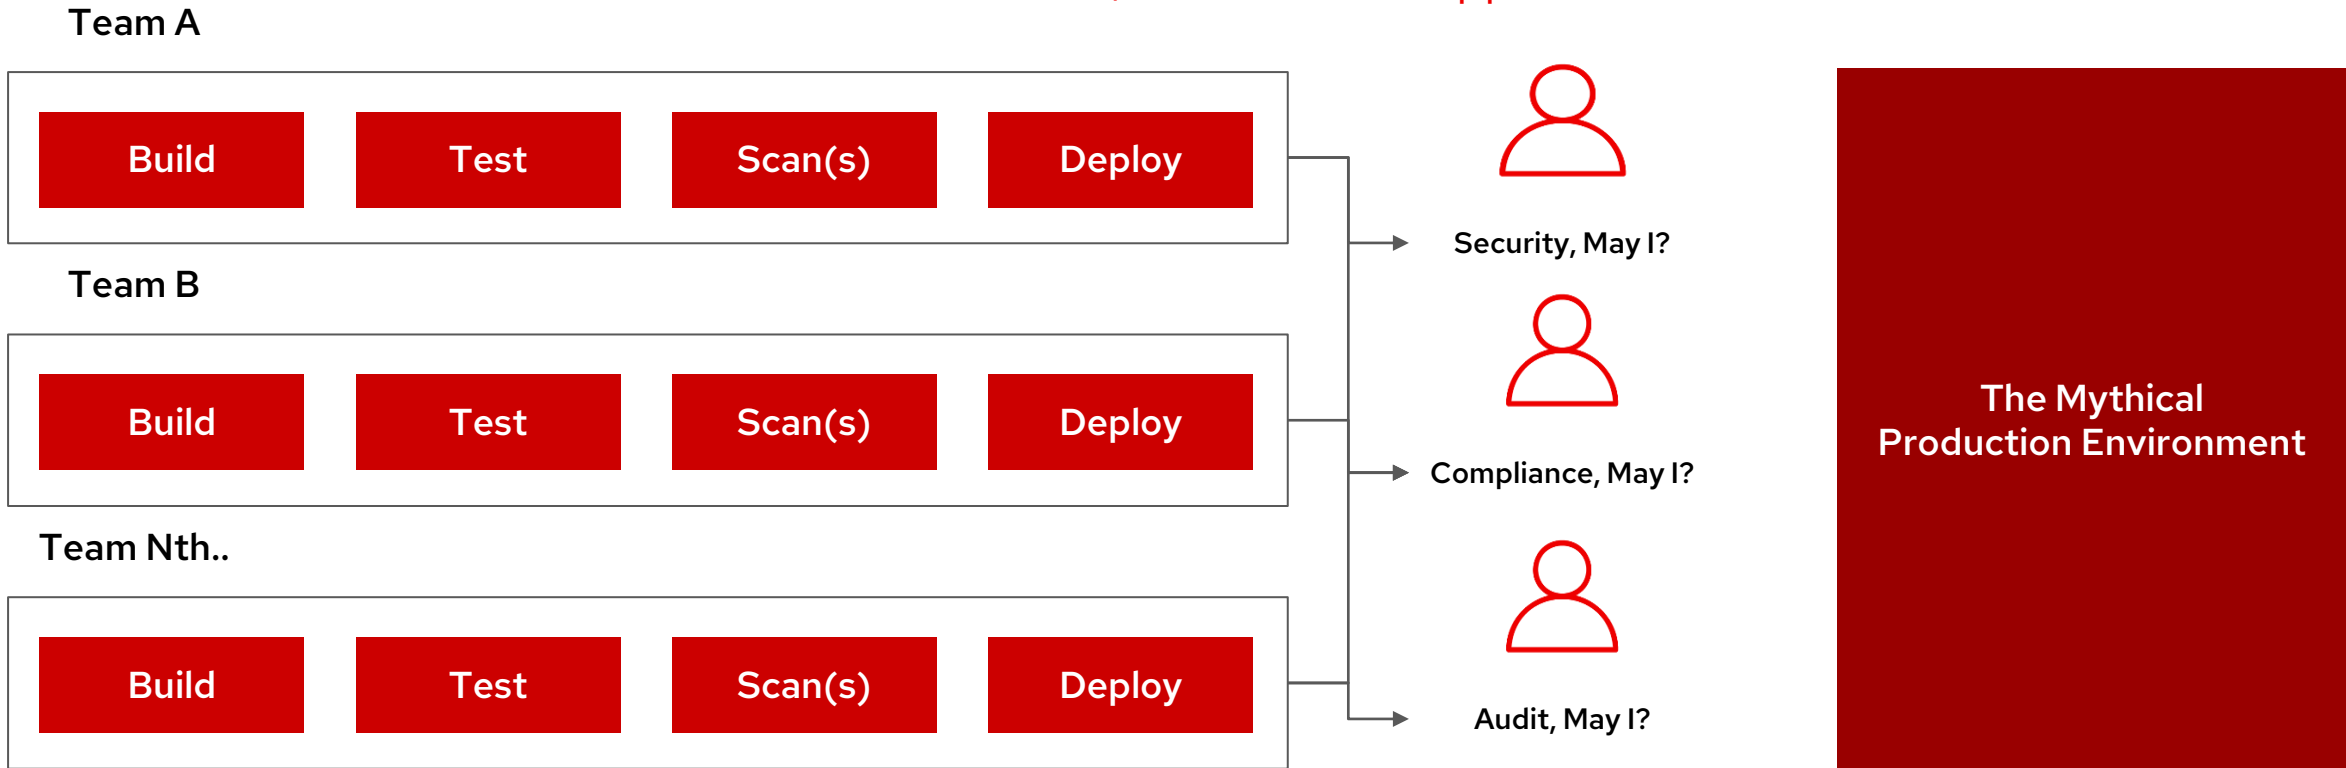 Team A
Build
Test
Scan(s)
Deploy
Security, May I?
Team B
Build
Test
Scan(s)
Deploy
Compliance, May I?
Team Nth..
Build
Test
Scan(s)
Deploy
Audit, May I?
The Mythical
Production Environment